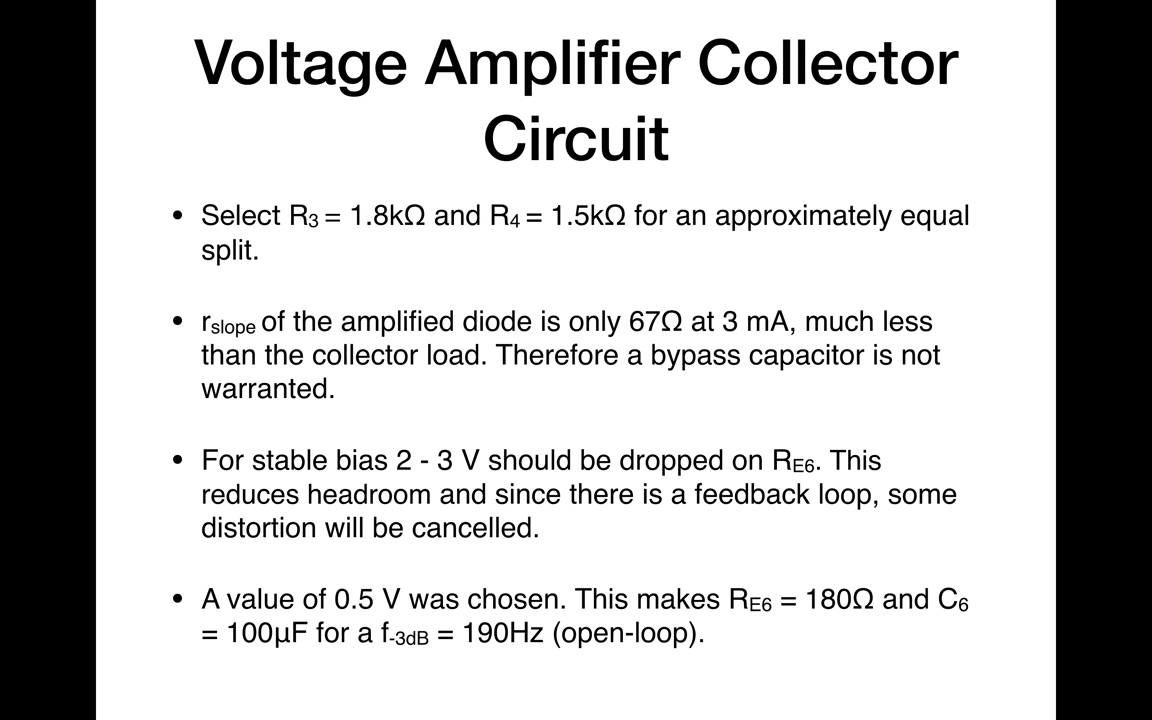 Voltage Amplifier Collector
Circuit
• Select R₃ = 1.8kΩ and R₄ = 1.5kΩ for an approximately equal
split.
• rslope of the amplified diode is only 67Ω at 3 mA, much less
than the collector load. Therefore a bypass capacitor is not
warranted.
• For stable bias 2 - 3 V should be dropped on RE6. This
reduces headroom and since there is a feedback loop, some
distortion will be cancelled.
• A value of 0.5 V was chosen. This makes RE6 = 180Ω and C₆
= 100µF for a f-3dB = 190Hz (open-loop).